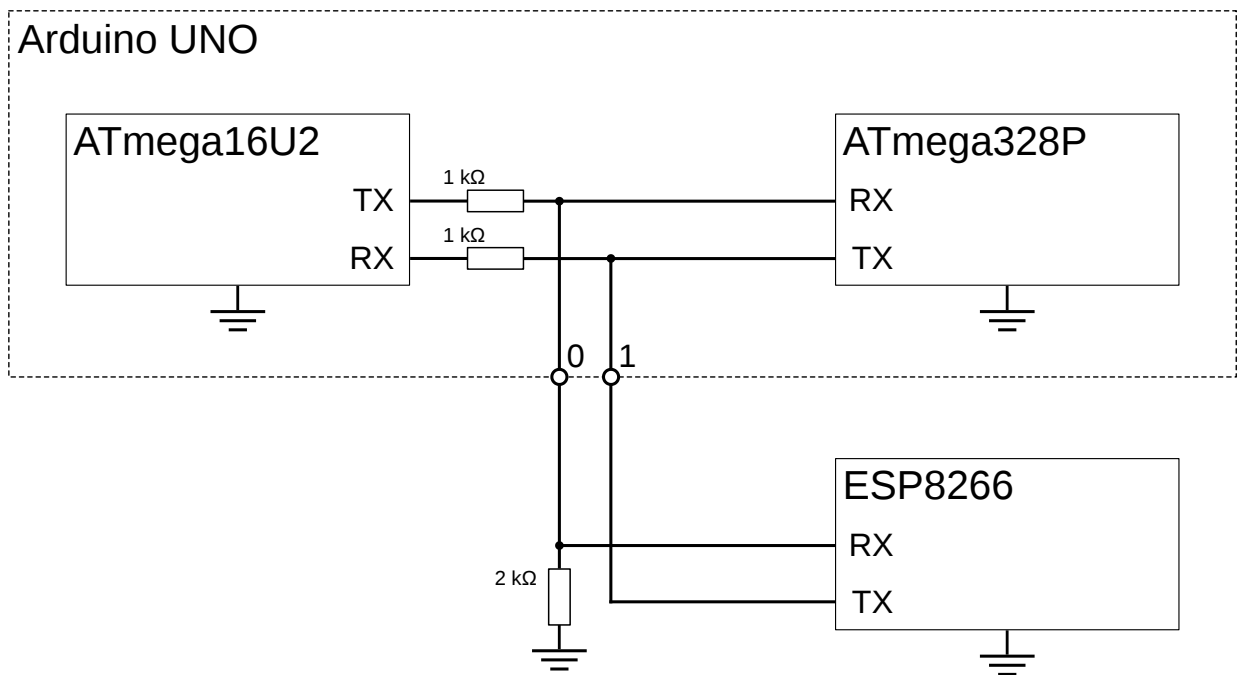 Arduino UNO
ATmega16U2
ATmega328P
1 kΩ
TX
RX
1 kΩ
RX
TX
0
1
ESP8266
RX
2 kΩ
TX